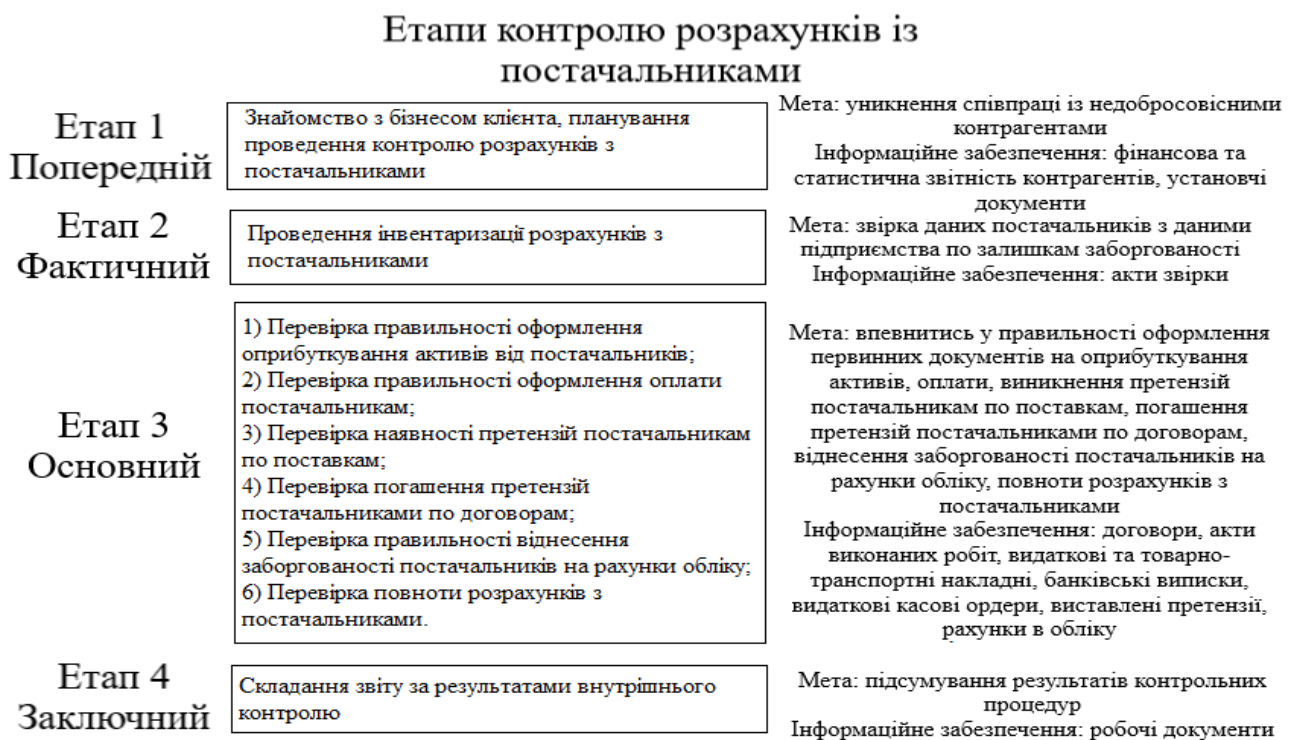 Етапи контролю розрахунків із
постачальниками
Етап 1
Попередній
Знайомство з бізнесом клієнта, планування
проведення контролю розрахунків з
постачальниками
Мета: уникнення співпраці із недобросовісними
контрагентами
Інформаційне забезпечення: фінансова та
статистична звітність контрагентів, установчі
документи
Етап 2
Фактичний
Проведення інвентаризації розрахунків з
постачальниками
Мета: звірка даних постачальників з даними
підприємства по залишкам заборгованості
Інформаційне забезпечення: акти звірки
Етап 3
Основний
1) Перевірка правильності оформлення
оприбуткування активів від постачальників;
2) Перевірка правильності оформлення оплати
постачальникам;
3) Перевірка наявності претензій постачальникам
по поставкам;
4) Перевірка погашення претензій
постачальниками по договорам;
5) Перевірка правильності віднесення
заборгованості постачальників на рахунки обліку;
6) Перевірка повноти розрахунків з
постачальниками.
Мета: впевнитись у правильності оформлення
первинних документів на оприбуткування
активів, оплати, виникнення претензій
постачальникам по поставкам, погашення
претензій постачальниками по договорам,
віднесення заборгованості постачальників на
рахунки обліку, повноти розрахунків з
постачальниками
Інформаційне забезпечення: договори, акти
виконаних робіт, видаткові та товарно-
транспортні накладні, банківські виписки,
видаткові касові ордери, виставлені претензії,
рахунки в обліку
Етап 4
Заключний
Складання звіту за результатами внутрішнього
контролю
Мета: підсумування результатів контрольних
процедур
Інформаційне забезпечення: робочі документи